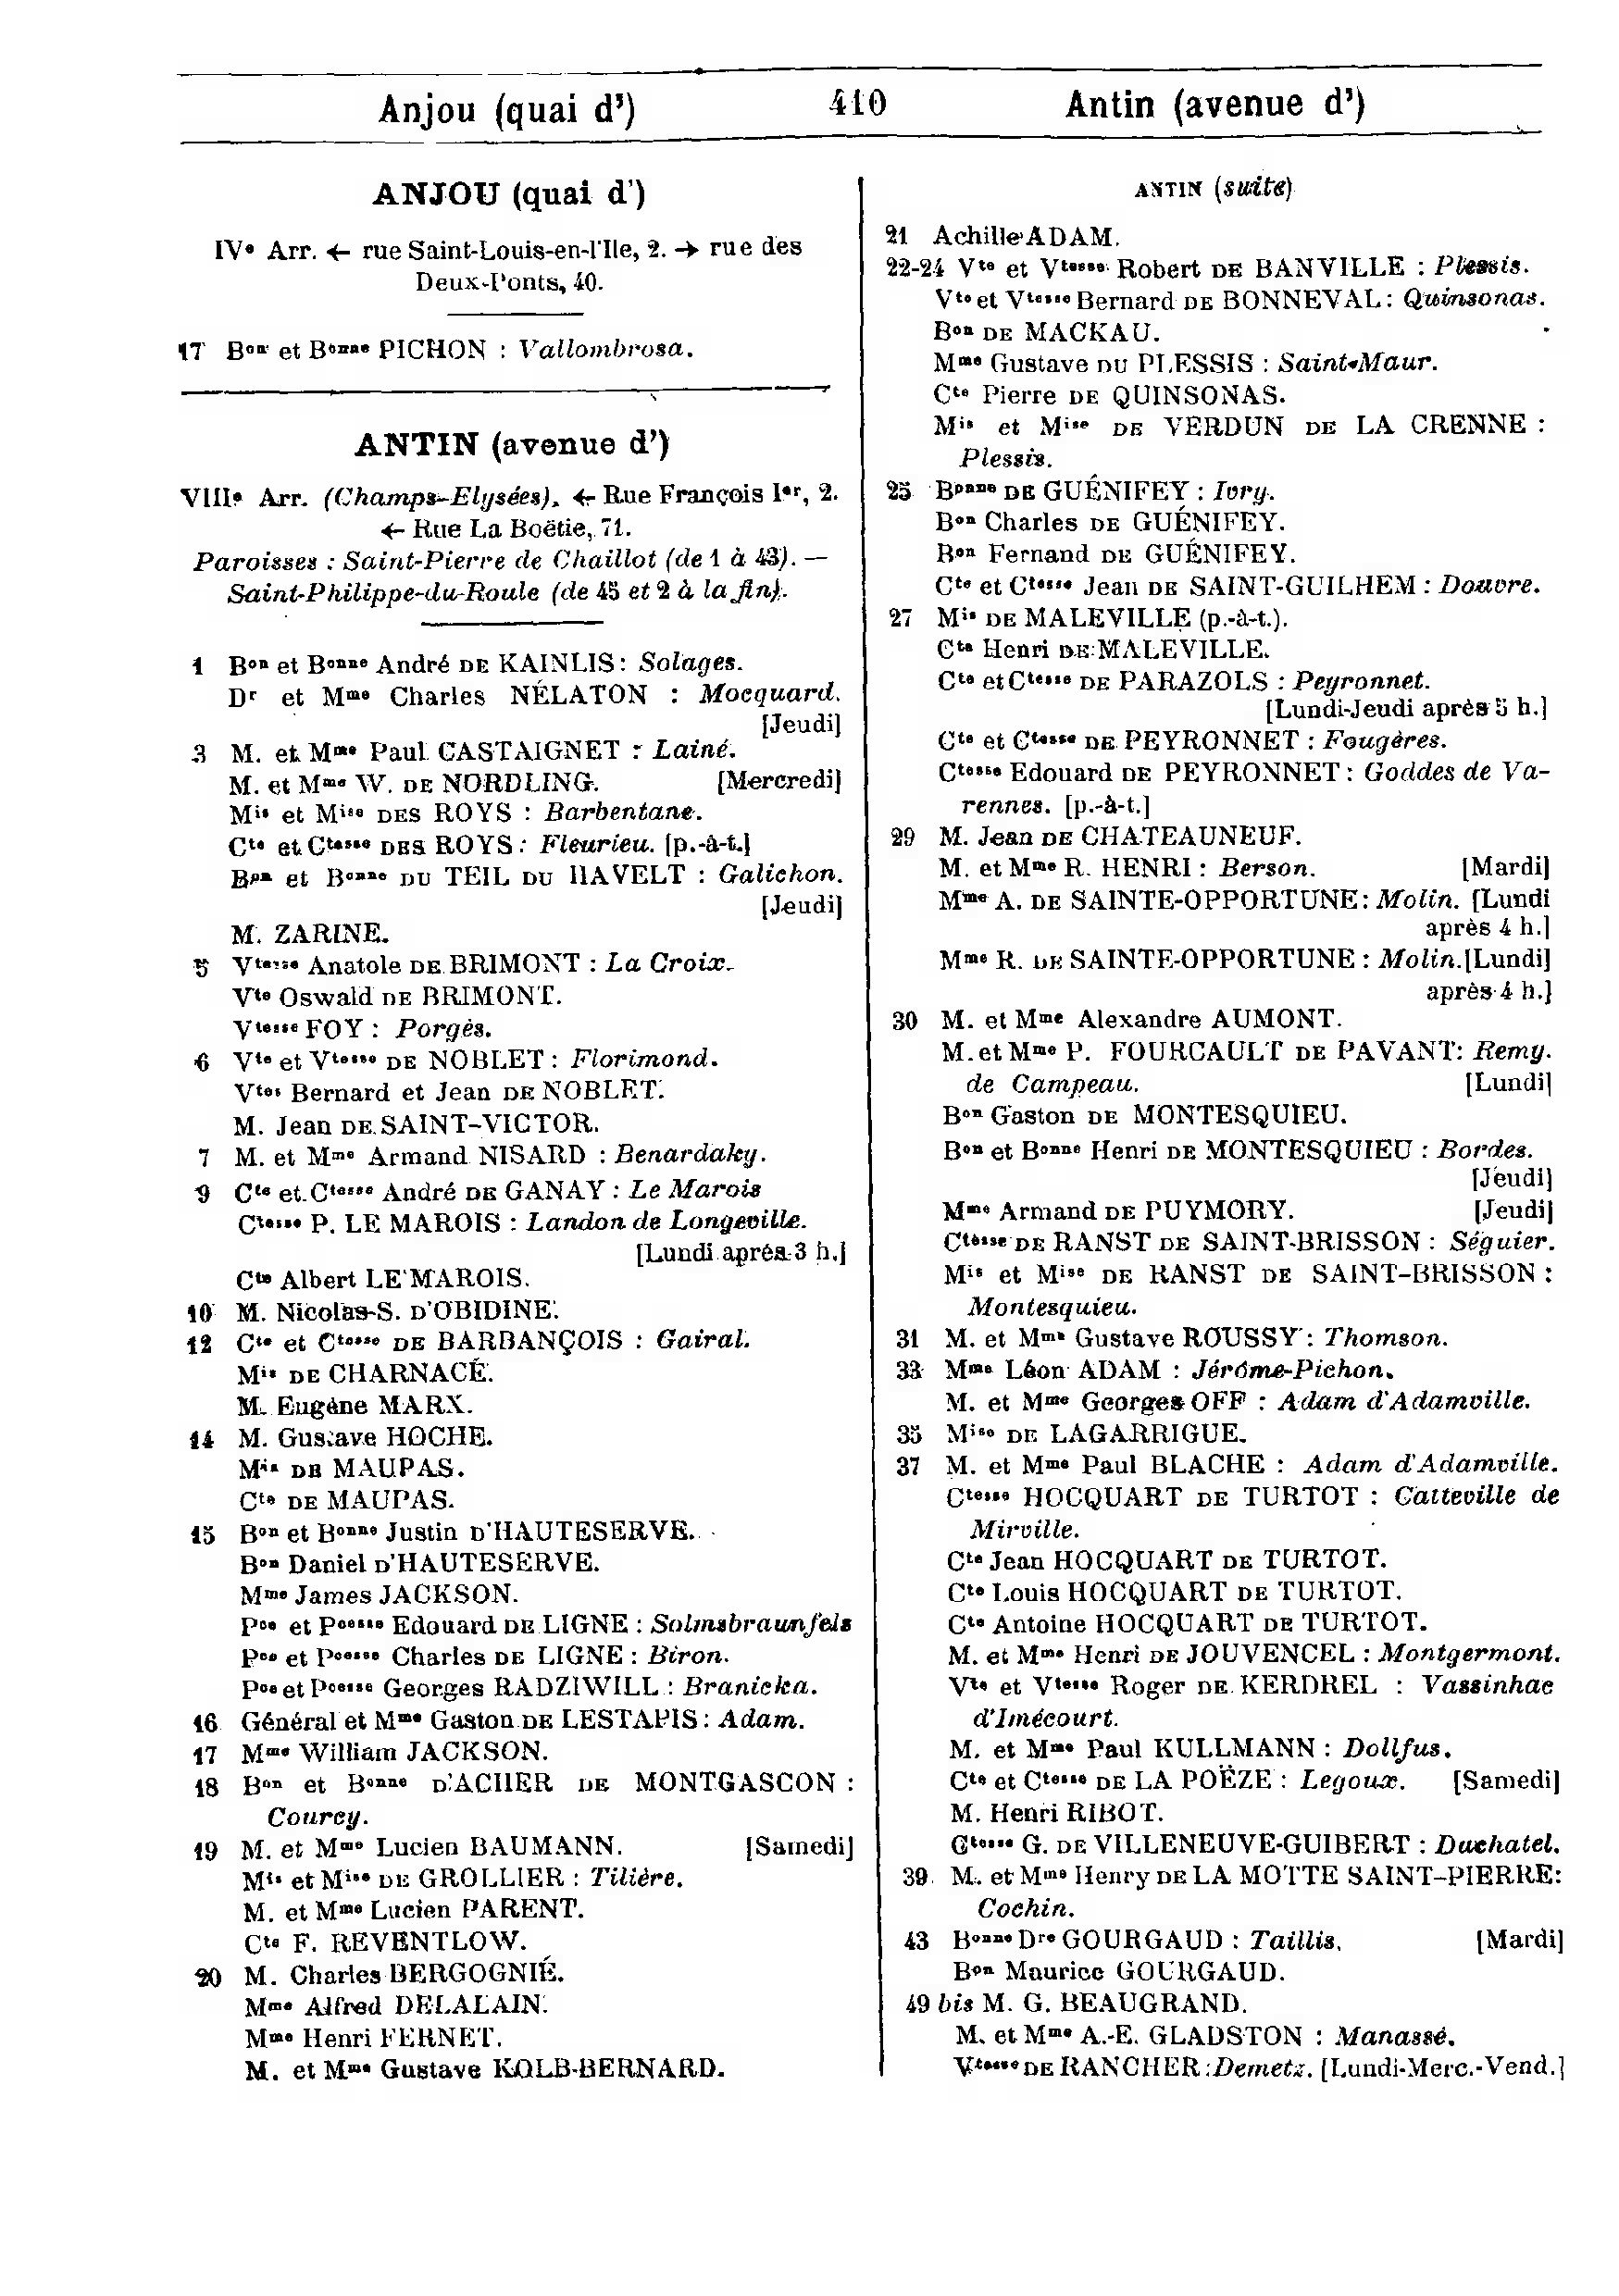 Anjou (quai d') 410 Antin (avenue d')
ANJOU (quai d')
IVe Arr. ← rue Saint-Louis-en-l'Ile, 2. → rue des
Deux-Ponts, 40.
17 Bon et Bonne PICHON : Vallombrosa.
ANTIN (avenue d')
VIIIe Arr. (Champs-Elysées). ← Rue François Ier, 2.
← Rue La Boëtie, 71.
Paroisses : Saint-Pierre de Chaillot (de 1 à 43). —
Saint-Philippe-du-Roule (de 45 et 2 à la fin).
1 Bon et Bonne André DE KAINLIS : Solages.
Dr et Mme Charles NÉLATON : Mocquard.
[Jeudi]
3 M. et Mme Paul CASTAIGNET : Lainé.
M. et Mme W. DE NORDLING. [Mercredi]
Mis et Mise DES ROYS : Barbentane.
Cte et Ctesse DES ROYS : Fleurieu. [p.-à-t.]
Bon et Bonne DU TEIL DU HAVELT : Galichon.
[Jeudi]
M. ZARINE.
5 Vtesse Anatole DE BRIMONT : La Croix.
Vte Oswald DE BRIMONT.
Vtesse FOY : Porgès.
6 Vte et Vtesse DE NOBLET : Florimond.
Vtes Bernard et Jean DE NOBLET.
M. Jean DE SAINT-VICTOR.
7 M. et Mme Armand NISARD : Benardaky.
9 Cte et Ctesse André DE GANAY : Le Marois
Ctesse P. LE MAROIS : Landon de Longeville.
[Lundi après 3 h.]
Cte Albert LE MAROIS.
10 M. Nicolas-S. D'OBIDINE.
12 Cte et Ctesse DE BARBANÇOIS : Gairal.
Mis DE CHARNACÉ.
M. Eugène MARX.
14 M. Gustave HOCHE.
Mis DE MAUPAS.
Cte DE MAUPAS.
15 Bon et Bonne Justin D'HAUTESERVE.
Bon Daniel D'HAUTESERVE.
Mme James JACKSON.
Pce et Pcesse Edouard DE LIGNE : Solmsbraunfels
Pce et Pcesse Charles DE LIGNE : Biron.
Pce et Pcesse Georges RADZIWILL : Branicka.
16 Général et Mme Gaston DE LESTAPIS : Adam.
17 Mme William JACKSON.
18 Bon et Bonne D'ACHER DE MONTGASCON :
Courcy.
19 M. et Mme Lucien BAUMANN. [Samedi]
Mis et Mise DE GROLLIER : Tilière.
M. et Mme Lucien PARENT.
Cte F. REVENTLOW.
20 M. Charles BERGOGNIÉ.
Mme Alfred DELALAIN.
Mme Henri FERNET.
M. et Mme Gustave KOLB-BERNARD.
ANTIN (suite)
21 Achille ADAM.
22-24 Vte et Vtesse Robert DE BANVILLE : Plessis.
Vte et Vtesse Bernard DE BONNEVAL : Quinsonas.
Bon DE MACKAU.
Mme Gustave DU PLESSIS : Saint-Maur.
Cte Pierre DE QUINSONAS.
Mis et Mise DE VERDUN DE LA CRENNE :
Plessis.
25 Bonne DE GUÉNIFEY : Ivry.
Bon Charles DE GUÉNIFEY.
Bon Fernand DE GUÉNIFEY.
Cte et Ctesse Jean DE SAINT-GUILHEM : Douvre.
27 Mis DE MALEVILLE (p.-à-t.).
Cte Henri DE MALEVILLE.
Cte et Ctesse DE PARAZOLS : Peyronnet.
[Lundi-Jeudi après 5 h.]
Cte et Ctesse DE PEYRONNET : Fougères.
Ctesse Edouard DE PEYRONNET : Goddes de Va-
rennes. [p.-à-t.]
29 M. Jean DE CHATEAUNEUF.
M. et Mme R. HENRI : Berson. [Mardi]
Mme A. DE SAINTE-OPPORTUNE : Molin. [Lundi
après 4 h.]
Mme R. DE SAINTE-OPPORTUNE : Molin. [Lundi]
après 4 h.]
30 M. et Mme Alexandre AUMONT.
M. et Mme P. FOURCAULT DE PAVANT : Remy.
de Campeau. [Lundi]
Bon Gaston DE MONTESQUIEU.
Bon et Bonne Henri DE MONTESQUIEU : Bordes.
[Jeudi]
Mme Armand DE PUYMORY. [Jeudi]
Ctesse DE RANST DE SAINT-BRISSON : Séguier.
Mis et Mise DE RANST DE SAINT-BRISSON :
Montesquieu.
31 M. et Mme Gustave ROUSSY : Thomson.
33 Mme Léon ADAM : Jérôme-Pichon.
M. et Mme Georges OFF : Adam d'Adamville.
35 Mise DE LAGARRIGUE.
37 M. et Mme Paul BLACHE : Adam d'Adamville.
Ctesse HOCQUART DE TURTOT : Catteville de
Mirville.
Cte Jean HOCQUART DE TURTOT.
Cte Louis HOCQUART DE TURTOT.
Cte Antoine HOCQUART DE TURTOT.
M. et Mme Henri DE JOUVENCEL : Montgermont.
Vte et Vtesse Roger DE KERDREL : Vassinhac
d'Imécourt.
M. et Mme Paul KULLMANN : Dollfus.
Cte et Ctesse DE LA POËZE : Legoux. [Samedi]
M. Henri RIBOT.
Ctesse G. DE VILLENEUVE-GUIBERT : Duchatel.
39 M. et Mme Henry DE LA MOTTE SAINT-PIERRE :
Cochin.
43 Bonne Dre GOURGAUD : Taillis. [Mardi]
Bon Maurice GOURGAUD.
49 bis M. G. BEAUGRAND.
M. et Mme A.-E. GLADSTON : Manassé.
Vtesse DE RANCHER : Demetz. [Lundi-Merc.-Vend.]